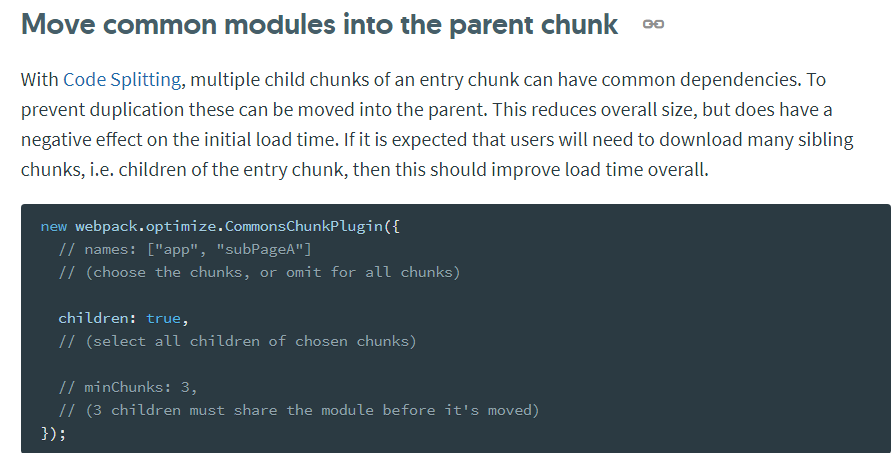 Move common modules into the parent chunk
With Code Splitting, multiple child chunks of an entry chunk can have common dependencies. To
prevent duplication these can be moved into the parent. This reduces overall size, but does have a
negative effect on the initial load time. If it is expected that users will need to download many sibling
chunks, i.e. children of the entry chunk, then this should improve load time overall.
new webpack.optimize.CommonsChunkPlugin({
  // names: ["app", "subPageA"]
  // (choose the chunks, or omit for all chunks)
  children: true,
  // (select all children of chosen chunks)
  // minChunks: 3,
  // (3 children must share the module before it's moved)
});